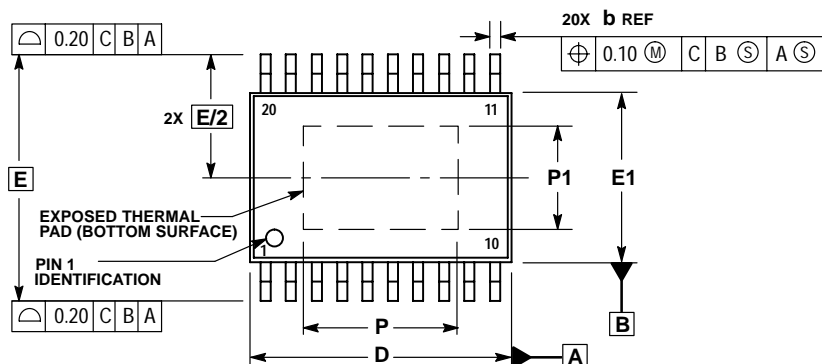 20X b REF
⌓ 0.20 C B A
⌖ 0.10 Ⓜ C B Ⓢ A Ⓢ
2X E/2
20
11
E
P1
E1
EXPOSED THERMAL
PAD (BOTTOM SURFACE)
1
10
PIN 1
IDENTIFICATION
B
⌓ 0.20 C B A
P
D
A